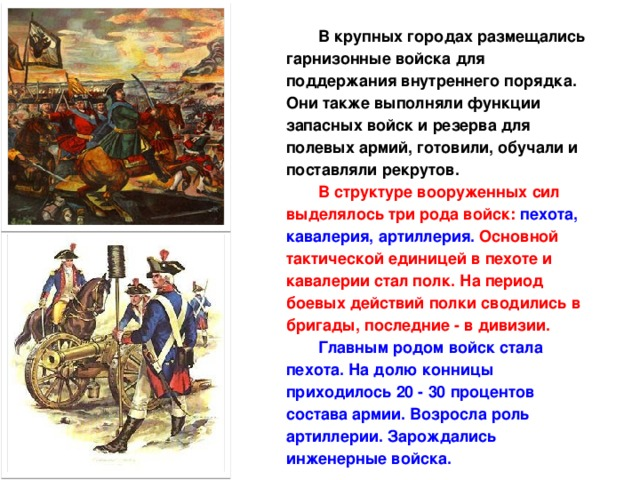 В крупных городах размещались
гарнизонные войска для
поддержания внутреннего порядка.
Они также выполняли функции
запасных войск и резерва для
полевых армий, готовили, обучали и
поставляли рекрутов.
В структуре вооруженных сил
выделялось три рода войск: пехота,
кавалерия, артиллерия. Основной
тактической единицей в пехоте и
кавалерии стал полк. На период
боевых действий полки сводились в
бригады, последние - в дивизии.
Главным родом войск стала
пехота. На долю конницы
приходилось 20 - 30 процентов
состава армии. Возросла роль
артиллерии. Зарождались
инженерные войска.